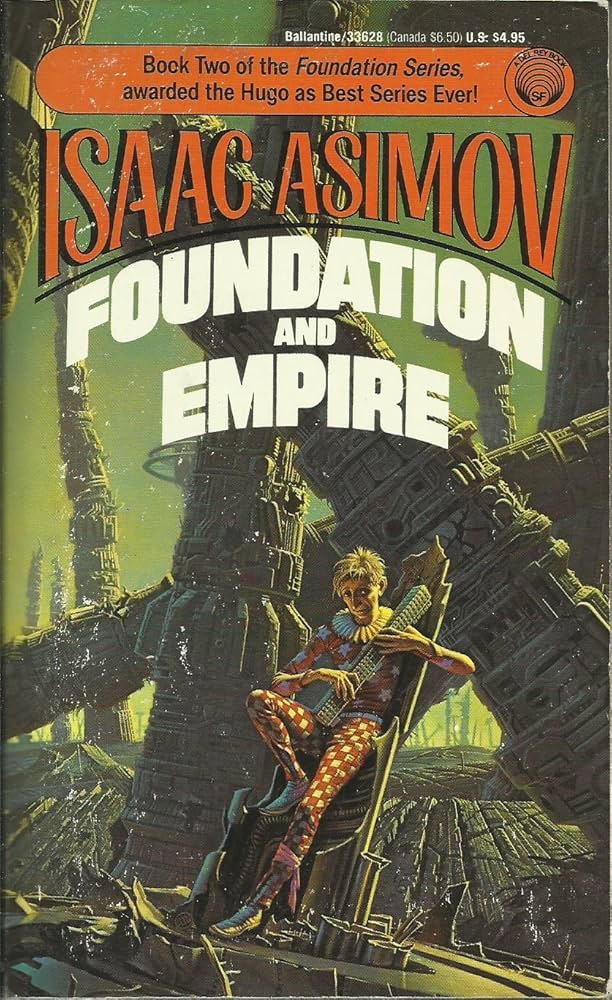 Ballantine/33628 (Canada $6.50) U.S. $4.95
Book Two of the Foundation Series,
awarded the Hugo as Best Series Ever!
A DEL REY BOOK
SF
ISAAC ASIMOV
FOUNDATION
AND
EMPIRE